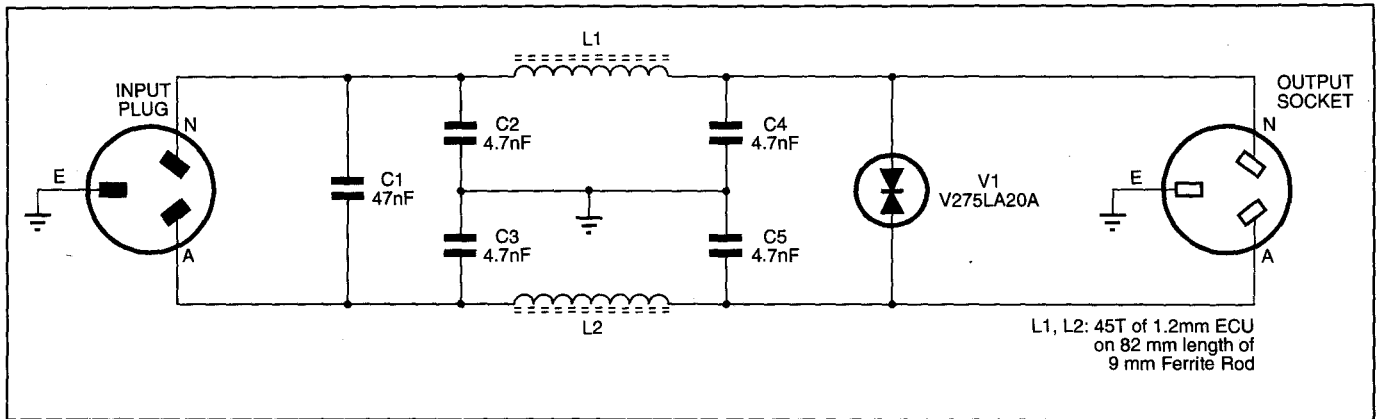 L1
INPUT
PLUG
N
E
A
C1
47nF
C2
4.7nF
C3
4.7nF
C4
4.7nF
C5
4.7nF
L2
V1
V275LA20A
OUTPUT
SOCKET
N
E
A
L1, L2: 45T of 1.2mm ECU
on 82 mm length of
9 mm Ferrite Rod